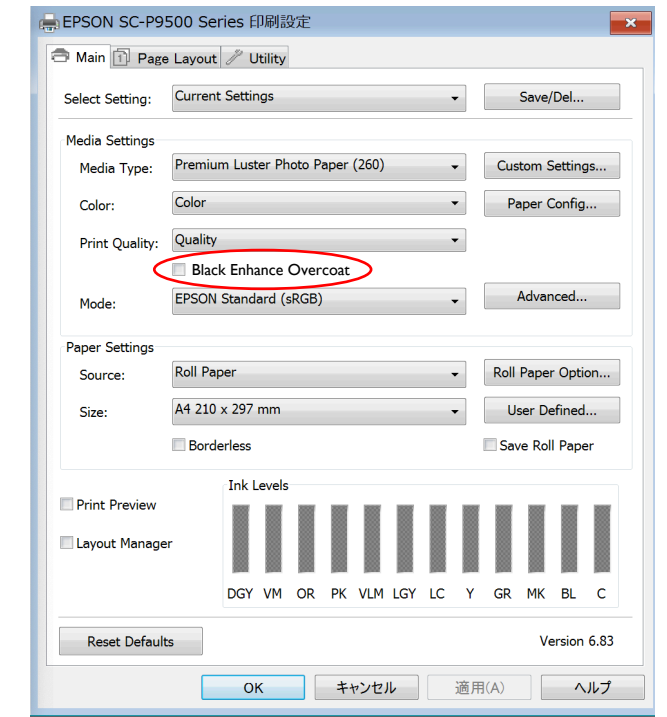 EPSON SC-P9500 Series 印刷設定
Main Page Layout Utility
Select Setting: Current Settings Save/Del...
Media Settings
Media Type: Premium Luster Photo Paper (260) Custom Settings...
Color: Color Paper Config...
Print Quality: Quality
Black Enhance Overcoat
Mode: EPSON Standard (sRGB) Advanced...
Paper Settings
Source: Roll Paper Roll Paper Option...
Size: A4 210 x 297 mm User Defined...
Borderless Save Roll Paper
Ink Levels
Print Preview
Layout Manager
DGY VM OR PK VLM LGY LC Y GR MK BL C
Reset Defaults Version 6.83
OK キャンセル 適用(A) ヘルプ